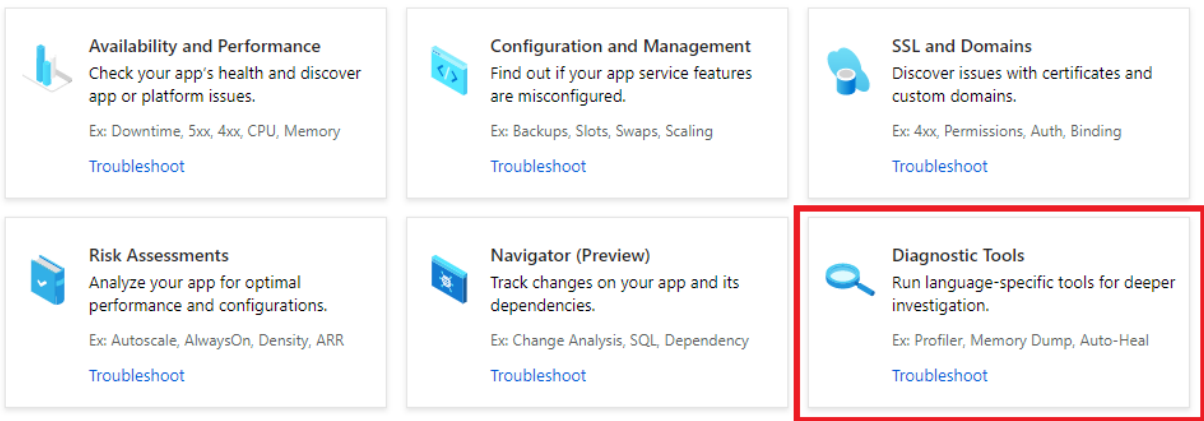 Availability and Performance
Check your app's health and discover
app or platform issues.
Ex: Downtime, 5xx, 4xx, CPU, Memory
Troubleshoot
Configuration and Management
Find out if your app service features
are misconfigured.
Ex: Backups, Slots, Swaps, Scaling
Troubleshoot
SSL and Domains
Discover issues with certificates and
custom domains.
Ex: 4xx, Permissions, Auth, Binding
Troubleshoot
Risk Assessments
Analyze your app for optimal
performance and configurations.
Ex: Autoscale, AlwaysOn, Density, ARR
Troubleshoot
Navigator (Preview)
Track changes on your app and its
dependencies.
Ex: Change Analysis, SQL, Dependency
Troubleshoot
Diagnostic Tools
Run language-specific tools for deeper
investigation.
Ex: Profiler, Memory Dump, Auto-Heal
Troubleshoot